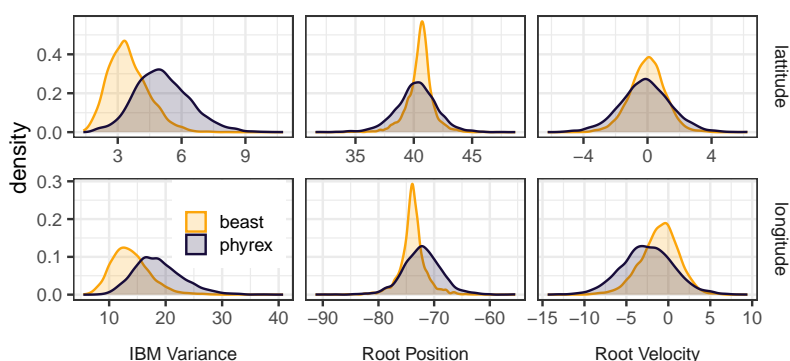 0.4
0.2
0.0
3 6 9
35 40 45
−4 0 4
lattitude
density
0.3
0.2
0.1
0.0
beast
phyrex
10 20 30 40
−90 −80 −70 −60
−15 −10 −5 0 5 10
longitude
IBM Variance
Root Position
Root Velocity